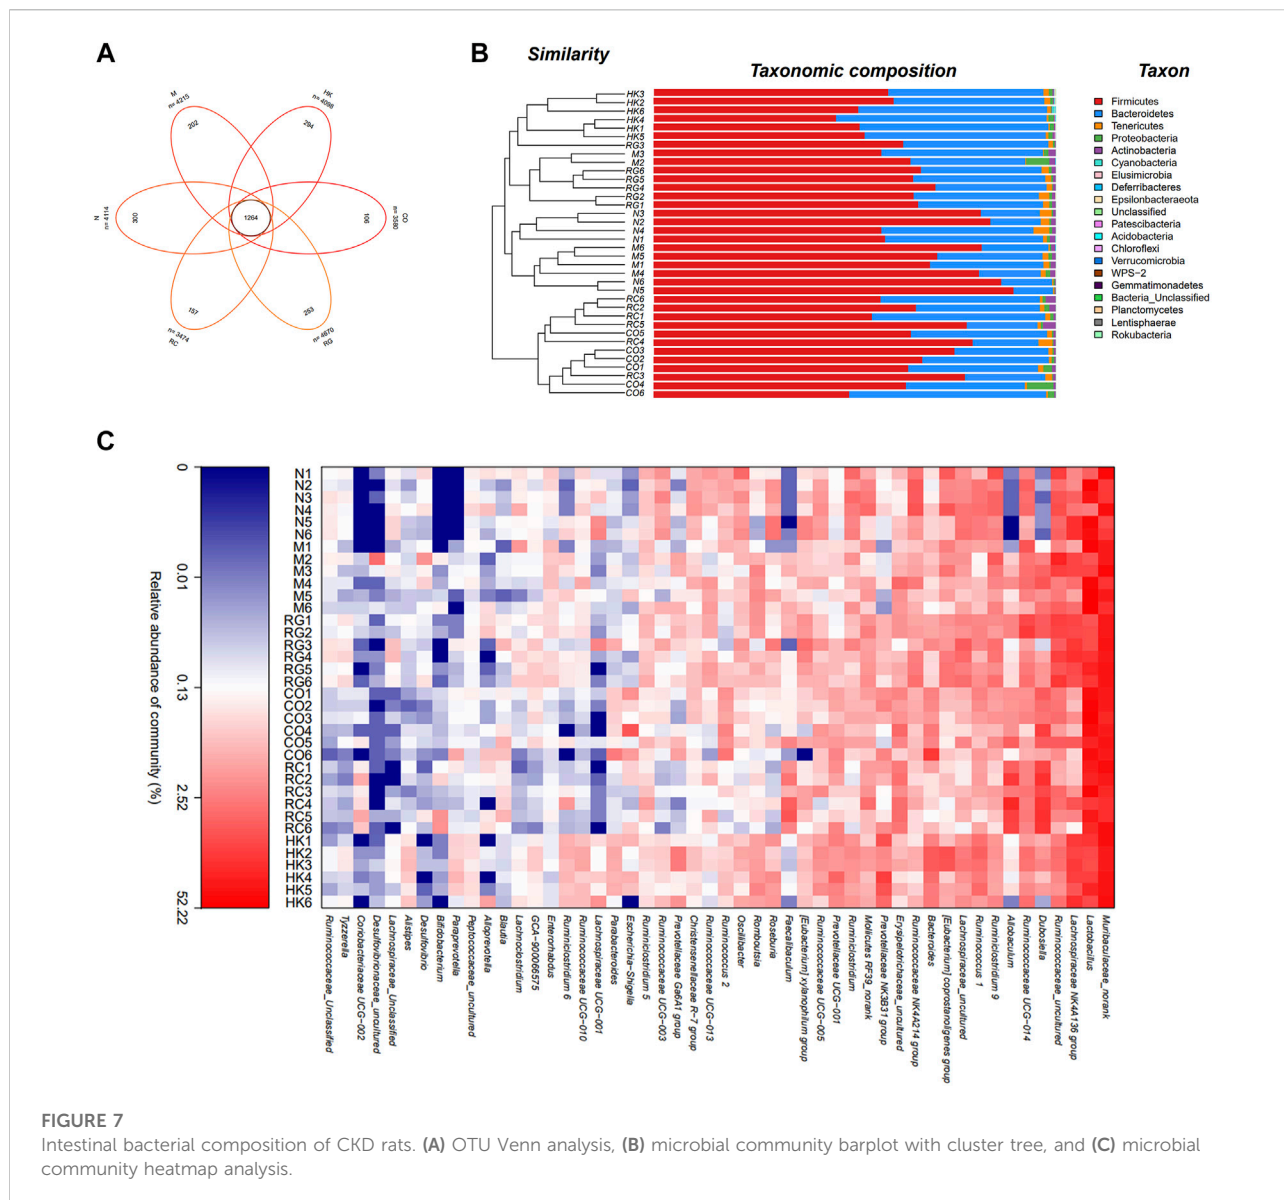 A
M
n= 4215
HK
n= 4098
202
294
N
n= 4114
300
1264
106
CO
n= 3580
157
253
n= 3474
RC
n= 4670
RG
B
Similarity
Taxonomic composition
Taxon
HK3
HK2
HK6
HK4
HK1
HK5
RG3
M3
M2
RG6
RG5
RG4
RG2
RG1
N3
N2
N4
N1
M6
M5
M1
M4
N6
N5
RC6
RC2
RC1
RC5
CO5
RC4
CO3
CO2
CO1
RC3
CO4
CO6
Firmicutes
Bacteroidetes
Tenericutes
Proteobacteria
Actinobacteria
Cyanobacteria
Elusimicrobia
Deferribacteres
Epsilonbacteraeota
Unclassified
Patescibacteria
Acidobacteria
Chloroflexi
Verrucomicrobia
WPS-2
Gemmatimonadetes
Bacteria_Unclassified
Planctomycetes
Lentisphaerae
Rokubacteria
C
Relative abundance of community (%)
0
0.01
0.13
2.52
52.22
N1
N2
N3
N4
N5
N6
M1
M2
M3
M4
M5
M6
RG1
RG2
RG3
RG4
RG5
RG6
CO1
CO2
CO3
CO4
CO5
CO6
RC1
RC2
RC3
RC4
RC5
RC6
HK1
HK2
HK3
HK4
HK5
HK6
Ruminococcaceae_Unclassified
Tyzzerella
Coriobacteriaceae UCG-002
Desulfovibrionaceae_uncultured
Lachnospiraceae_Unclassified
Alistipes
Desulfovibrio
Bifidobacterium
Paraprevotella
Peptococcaceae_uncultured
Alloprevotella
Blautia
Lachnoclostridium
GCA-900066575
Enterorhabdus
Ruminiclostridium 6
Ruminococcaceae UCG-010
Lachnospiraceae UCG-001
Parabacteroides
Escherichia-Shigella
Ruminiclostridium 5
Ruminococcaceae UCG-003
Prevotellaceae Ga6A1 group
Christensenellaceae R-7 group
Ruminococcaceae UCG-013
Ruminococcus 2
Oscillibacter
Romboutsia
Roseburia
Faecalibaculum
[Eubacterium] xylanophilum group
Ruminococcaceae UCG-005
Prevotellaceae UCG-001
Ruminiclostridium
Mollicutes RF39_norank
Prevotellaceae NK3B31 group
Erysipelotrichaceae_uncultured
Ruminococcaceae NK4A214 group
Bacteroides
[Eubacterium] coprostanoligenes group
Lachnospiraceae_uncultured
Ruminococcus 1
Ruminiclostridium 9
Allobaculum
Ruminococcaceae UCG-014
Dubosiella
Ruminococcaceae_uncultured
Lachnospiraceae NK4A136 group
Lactobacillus
Muribaculaceae_norank
FIGURE 7
Intestinal bacterial composition of CKD rats. (A) OTU Venn analysis, (B) microbial community barplot with cluster tree, and (C) microbial
community heatmap analysis.